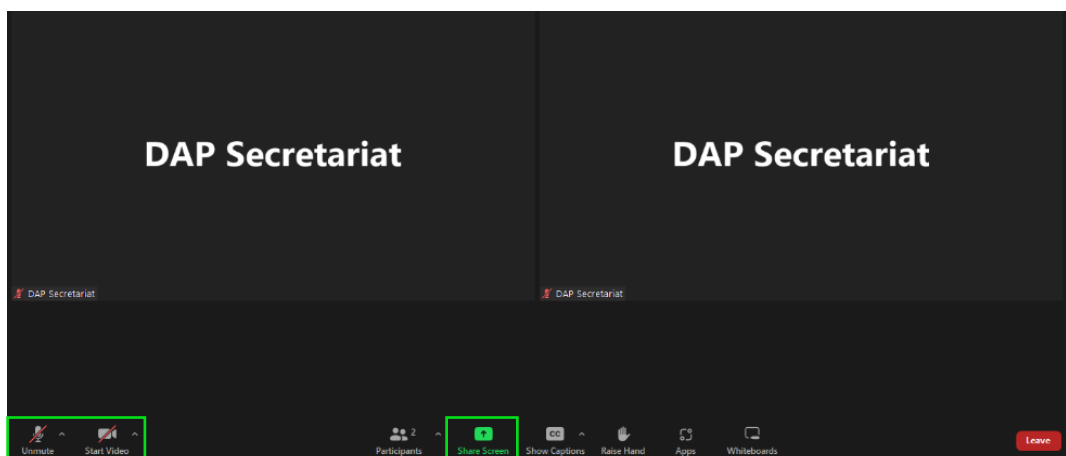 DAP Secretariat
DAP Secretariat
DAP Secretariat
DAP Secretariat
2
CC
Unmute Start Video Participants Share Screen Show Captions Raise Hand Apps Whiteboards Leave